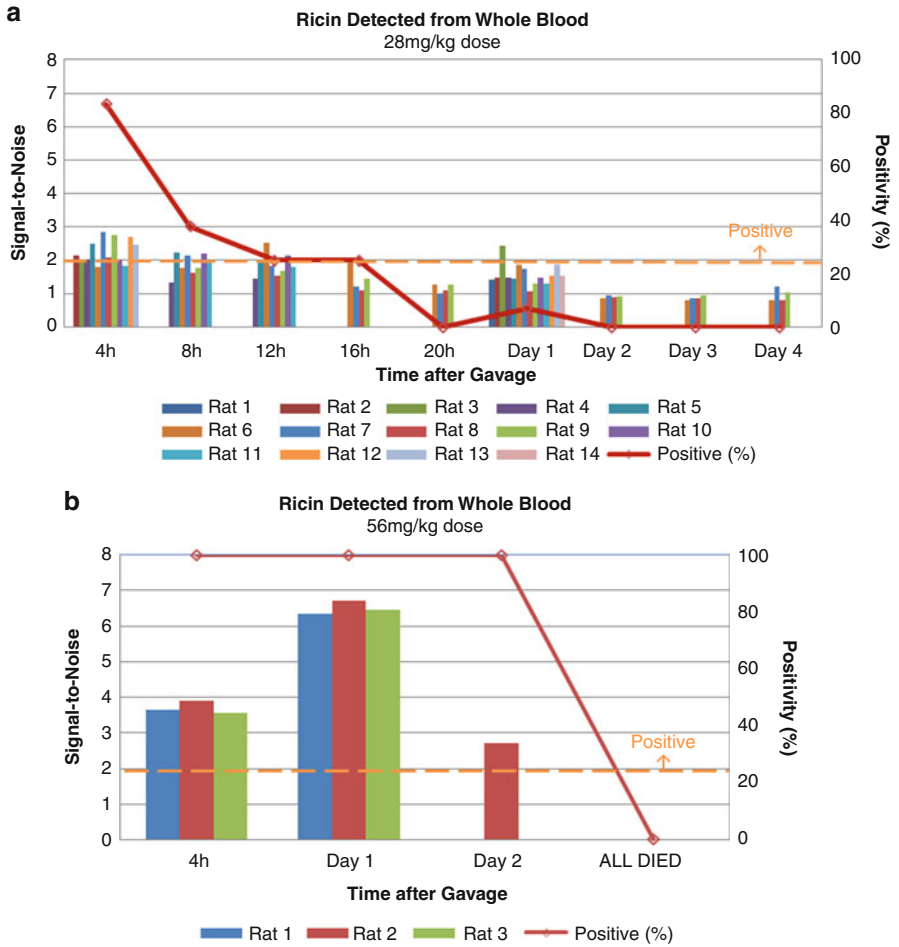 a
Ricin Detected from Whole Blood
28mg/kg dose
Signal-to-Noise
8
7
6
5
4
3
2
1
0
100
80
60
40
20
0
Positivity (%)
Positive
4h 8h 12h 16h 20h Day 1 Day 2 Day 3 Day 4
Time after Gavage
Rat 1 Rat 2 Rat 3 Rat 4 Rat 5
Rat 6 Rat 7 Rat 8 Rat 9 Rat 10
Rat 11 Rat 12 Rat 13 Rat 14 Positive (%)
b
Ricin Detected from Whole Blood
56mg/kg dose
Signal-to-Noise
8
7
6
5
4
3
2
1
0
100
80
60
40
20
0
Positivity (%)
Positive
4h Day 1 Day 2 ALL DIED
Time after Gavage
Rat 1 Rat 2 Rat 3 Positive (%)